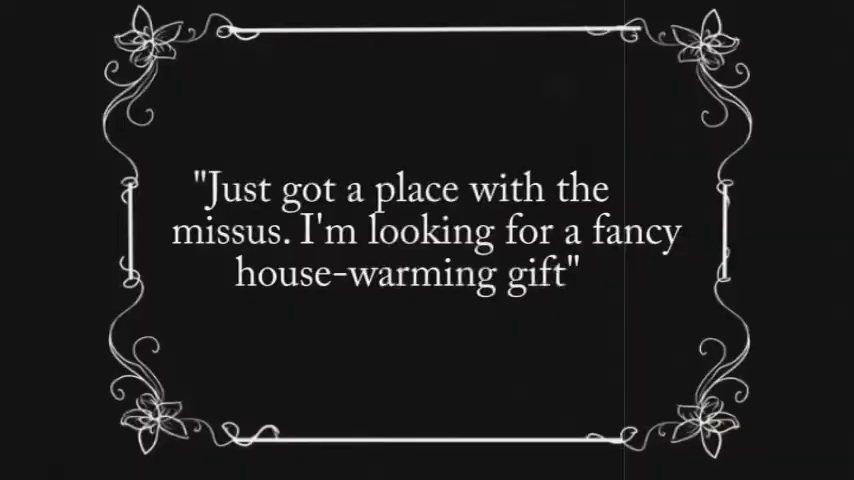 "Just got a place with the
missus. I'm looking for a fancy
house-warming gift"